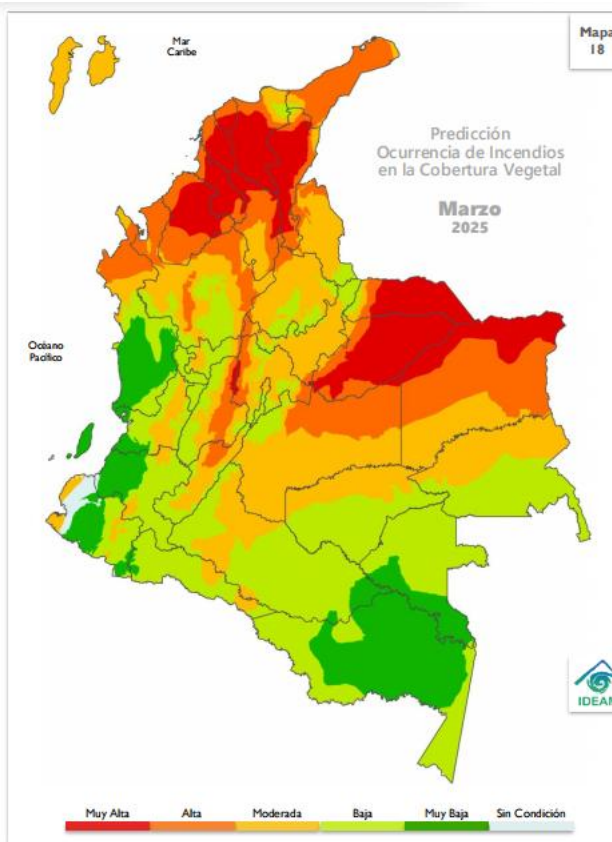 Mapa
18
Mar
Caribe
Predicción
Ocurrencia de Incendios
en la Cobertura Vegetal
Marzo
2025
Océano
Pacífico
IDEAM
Muy Alta
Alta
Moderada
Baja
Muy Baja
Sin Condición